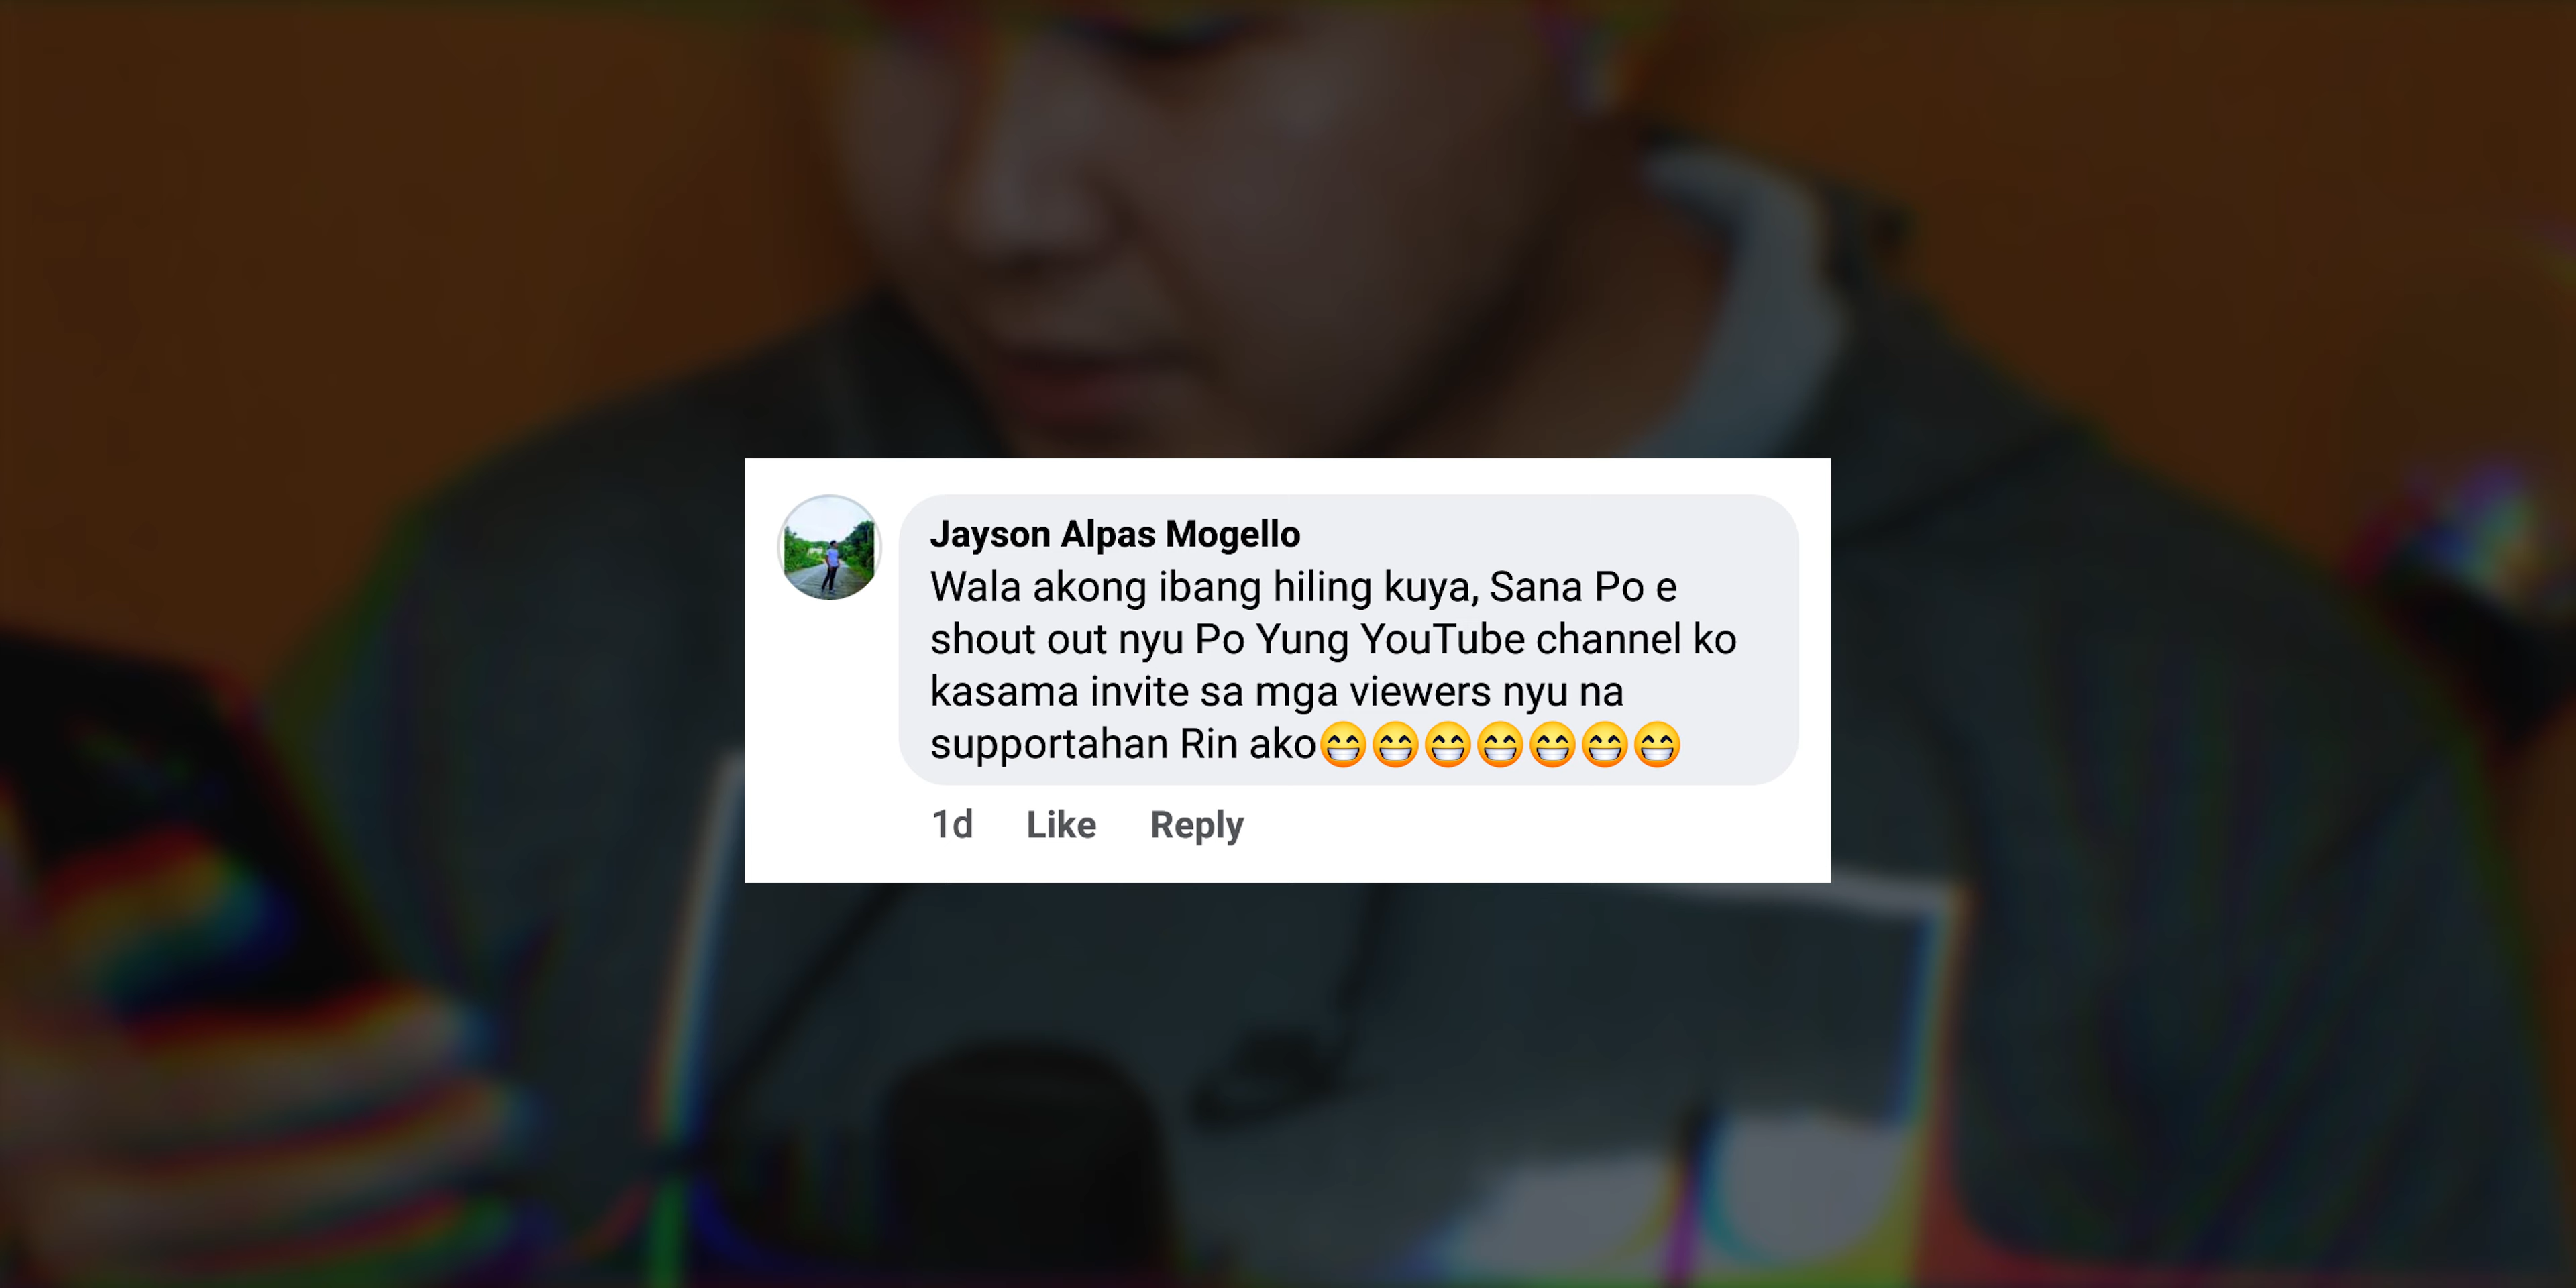 Jayson Alpas Mogello
Wala akong ibang hiling kuya, Sana Po e
shout out nyu Po Yung YouTube channel ko
kasama invite sa mga viewers nyu na
supportahan Rin ako😁😁😁😁😁😁😁
1d Like Reply